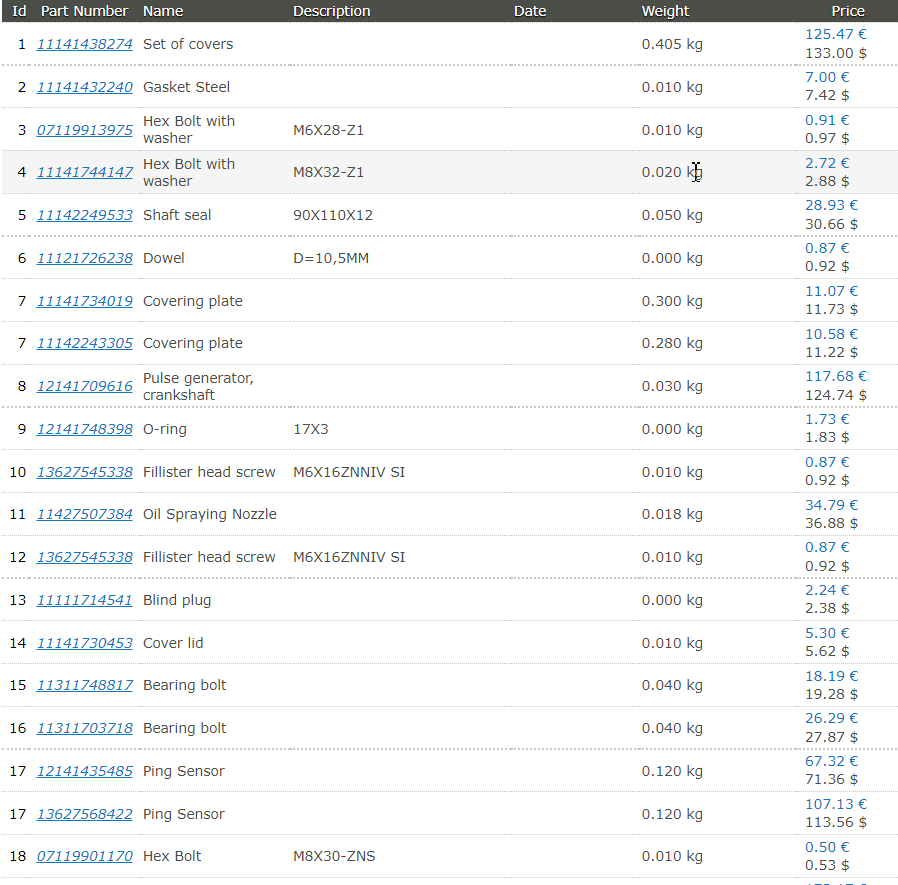 Id Part Number Name Description Date Weight Price
1 11141438274 Set of covers 0.405 kg 125.47 €
133.00 $
2 11141432240 Gasket Steel 0.010 kg 7.00 €
7.42 $
3 07119913975 Hex Bolt with washer M6X28-Z1 0.010 kg 0.91 €
0.97 $
4 11141744147 Hex Bolt with washer M8X32-Z1 0.020 kg 2.72 €
2.88 $
5 11142249533 Shaft seal 90X110X12 0.050 kg 28.93 €
30.66 $
6 11121726238 Dowel D=10,5MM 0.000 kg 0.87 €
0.92 $
7 11141734019 Covering plate 0.300 kg 11.07 €
11.73 $
7 11142243305 Covering plate 0.280 kg 10.58 €
11.22 $
8 12141709616 Pulse generator, crankshaft 0.030 kg 117.68 €
124.74 $
9 12141748398 O-ring 17X3 0.000 kg 1.73 €
1.83 $
10 13627545338 Fillister head screw M6X16ZNNIV SI 0.010 kg 0.87 €
0.92 $
11 11427507384 Oil Spraying Nozzle 0.018 kg 34.79 €
36.88 $
12 13627545338 Fillister head screw M6X16ZNNIV SI 0.010 kg 0.87 €
0.92 $
13 11111714541 Blind plug 0.000 kg 2.24 €
2.38 $
14 11141730453 Cover lid 0.010 kg 5.30 €
5.62 $
15 11311748817 Bearing bolt 0.040 kg 18.19 €
19.28 $
16 11311703718 Bearing bolt 0.040 kg 26.29 €
27.87 $
17 12141435485 Ping Sensor 0.120 kg 67.32 €
71.36 $
17 13627568422 Ping Sensor 0.120 kg 107.13 €
113.56 $
18 07119901170 Hex Bolt M8X30-ZNS 0.010 kg 0.50 €
0.53 $